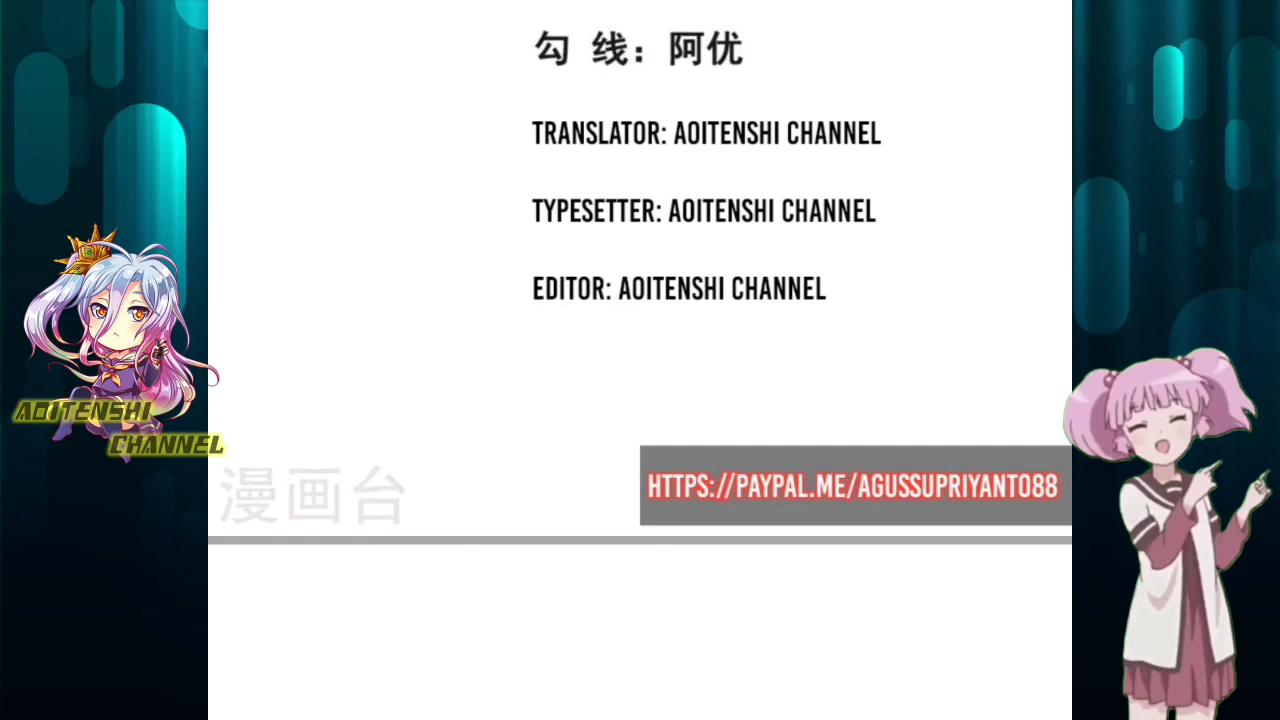 勾 线：阿优
TRANSLATOR: AOITENSHI CHANNEL
TYPESETTER: AOITENSHI CHANNEL
EDITOR: AOITENSHI CHANNEL
AOITENSHI
CHANNEL
漫画台
HTTPS://PAYPAL.ME/AGUSSUPRIYANTO88